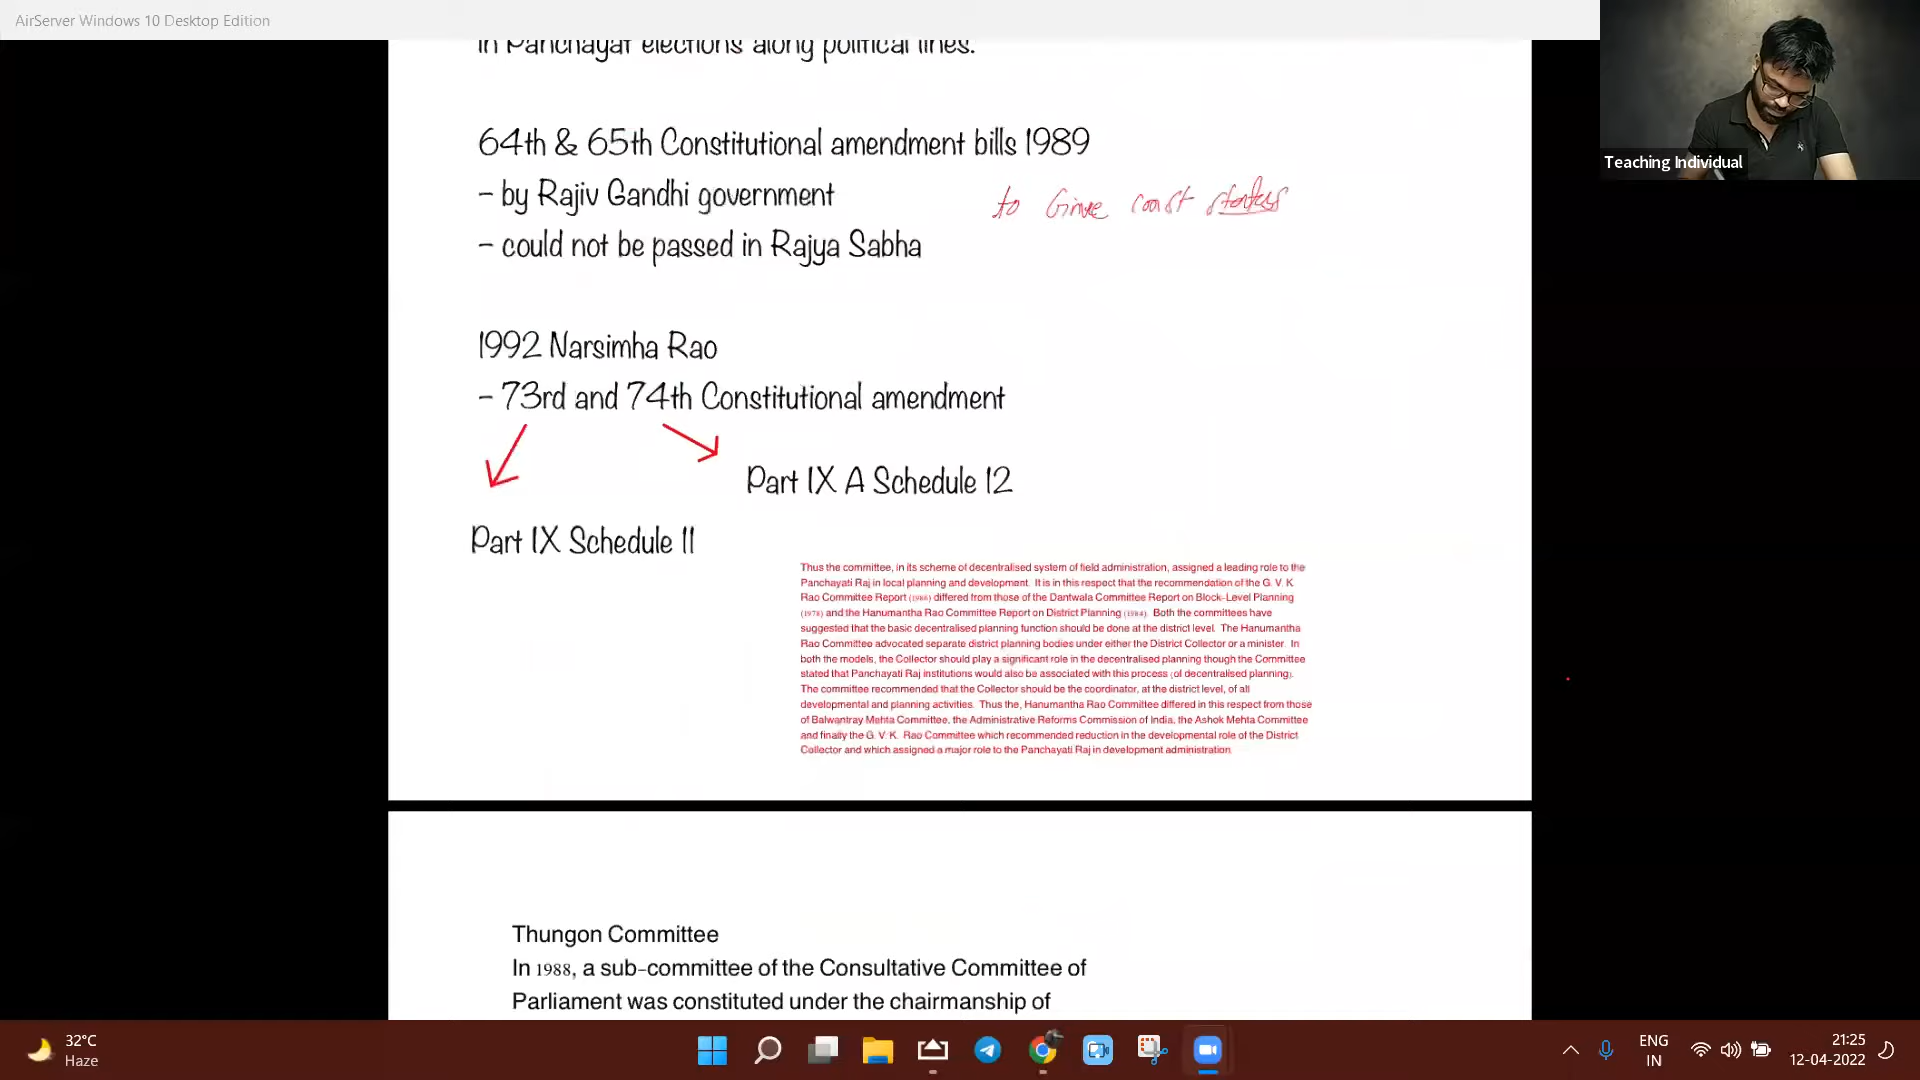 AirServer Windows 10 Desktop Edition
in Panchayat elections along political lines.
64th & 65th Constitutional amendment bills 1989
- by Rajiv Gandhi government
to Give const status
- could not be passed in Rajya Sabha
1992 Narsimha Rao
- 73rd and 74th Constitutional amendment
Part IX A Schedule 12
Part IX Schedule 11
Thus the committee, in its scheme of decentralised system of field administration, assigned a leading role to the
Panchayati Raj in local planning and development. It is in this respect that the recommendation of the G. V. K.
Rao Committee Report (1986) differed from those of the Dantwala Committee Report on Block-Level Planning
(1978) and the Hanumantha Rao Committee Report on District Planning (1984). Both the committees have
suggested that the basic decentralised planning function should be done at the district level. The Hanumantha
Rao Committee advocated separate district planning bodies under either the District Collector or a minister. In
both the models, the Collector should play a significant role in the decentralised planning though the Committee
stated that Panchayati Raj institutions would also be associated with this process (of decentralised planning).
The committee recommended that the Collector should be the coordinator, at the district level, of all
developmental and planning activities. Thus the, Hanumantha Rao Committee differed in this respect from those
of Balwantray Mehta Committee, the Administrative Reforms Commission of India, the Ashok Mehta Committee
and finally the G. V. K. Rao Committee which recommended reduction in the developmental role of the District
Collector and which assigned a major role to the Panchayati Raj in development administration.
Thungon Committee
In 1988, a sub-committee of the Consultative Committee of
Parliament was constituted under the chairmanship of
Teaching Individual
32°C
Haze
ENG
IN
21:25
12-04-2022